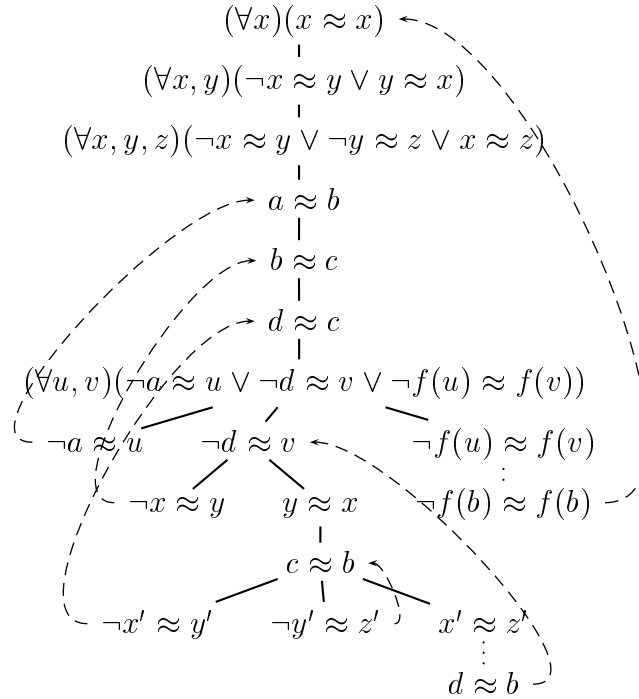 (∀x)(x ≈ x)
(∀x, y)(¬x ≈ y ∨ y ≈ x)
(∀x, y, z)(¬x ≈ y ∨ ¬y ≈ z ∨ x ≈ z)
a ≈ b
b ≈ c
d ≈ c
(∀u, v)(¬a ≈ u ∨ ¬d ≈ v ∨ ¬f(u) ≈ f(v))
¬a ≈ u ¬d ≈ v ¬f(u) ≈ f(v)
¬x ≈ y y ≈ x ¬f(b) ≈ f(b)
c ≈ b
¬x′ ≈ y′ ¬y′ ≈ z′ x′ ≈ z′
d ≈ b